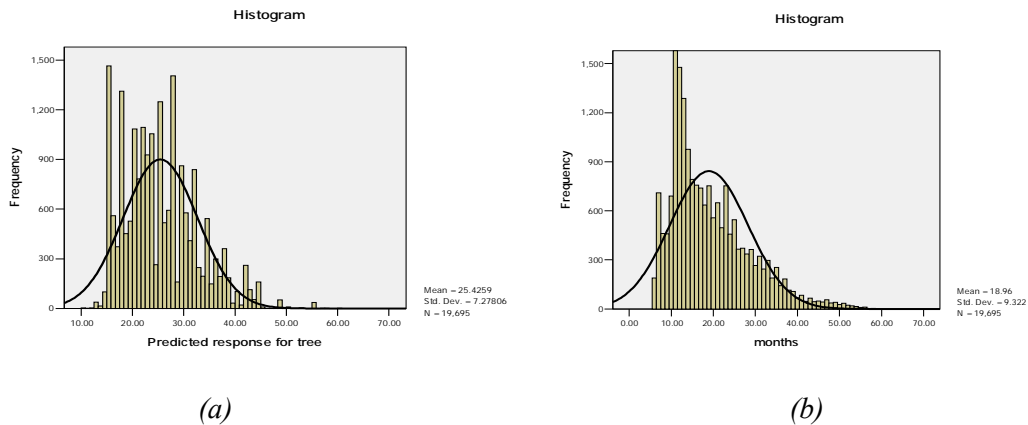 Histogram
1,500
1,200
900
600
300
0
Frequency
10.00 20.00 30.00 40.00 50.00 60.00 70.00
Predicted response for tree
Mean = 25.4259
Std. Dev. = 7.27806
N = 19,695
(a)
Histogram
1,500
1,200
900
600
300
0
Frequency
0.00 10.00 20.00 30.00 40.00 50.00 60.00 70.00
months
Mean = 18.96
Std. Dev. = 9.322
N = 19,695
(b)